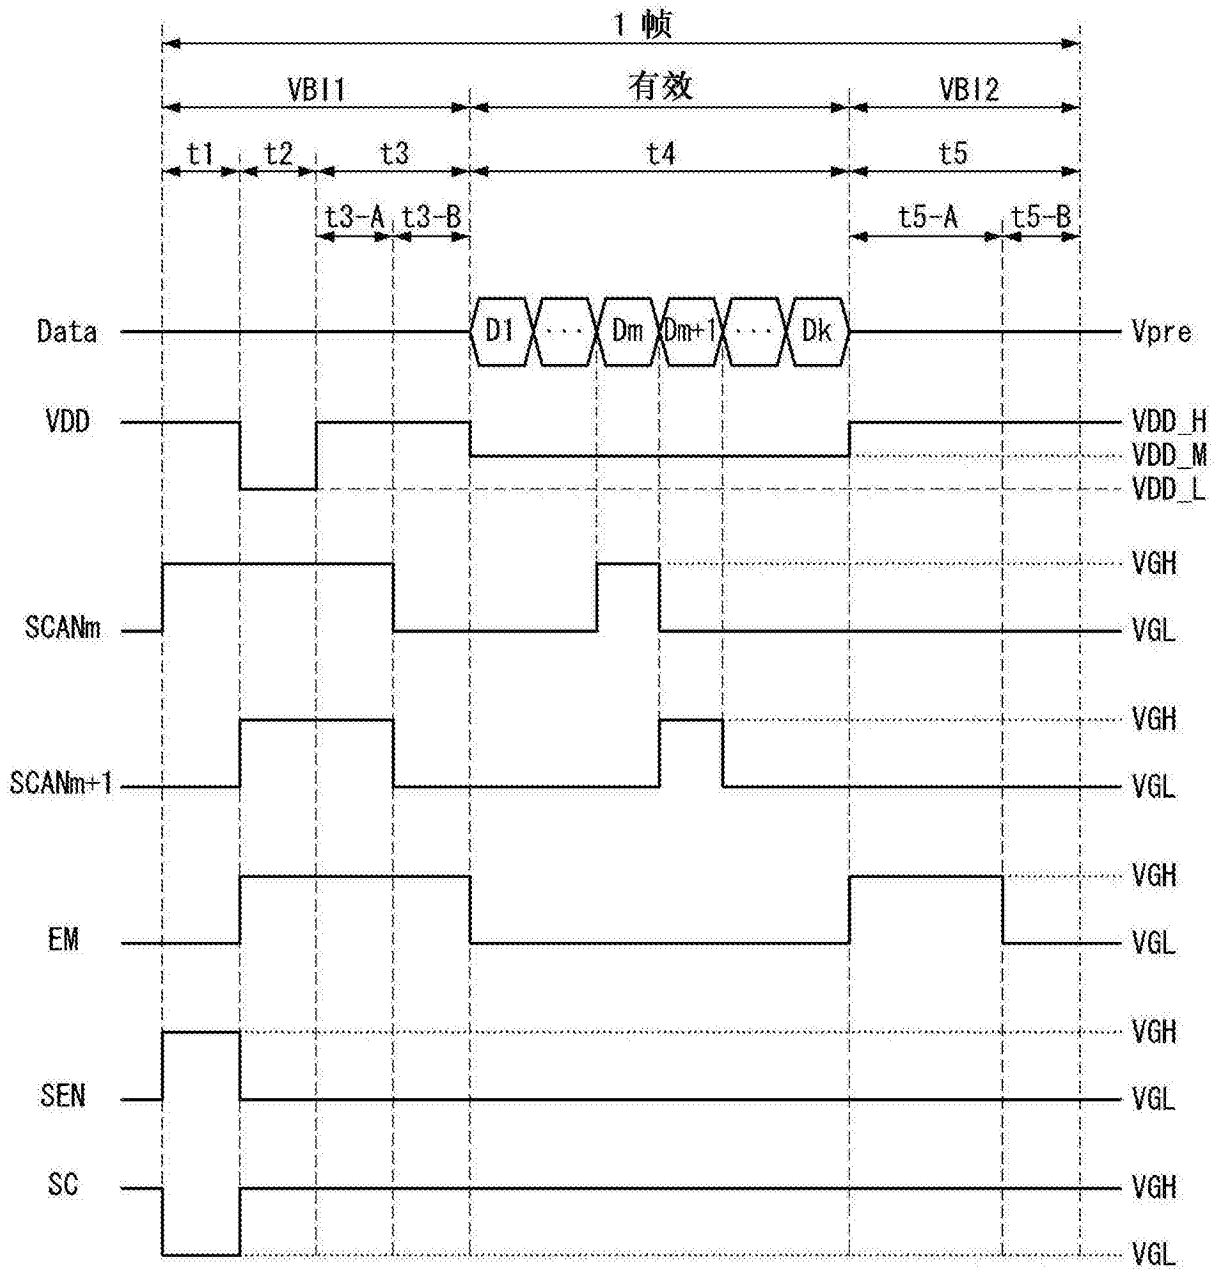 1 帧
VBI1 有效 VBI2
t1 t2 t3 t4 t5
t3-A t3-B t5-A t5-B
Data D1 ··· Dm Dm+1 ··· Dk Vpre
VDD VDD_H
VDD_M
VDD_L
VGH
SCANm VGL
VGH
SCANm+1 VGL
VGH
EM VGL
VGH
SEN VGL
SC VGH
VGL